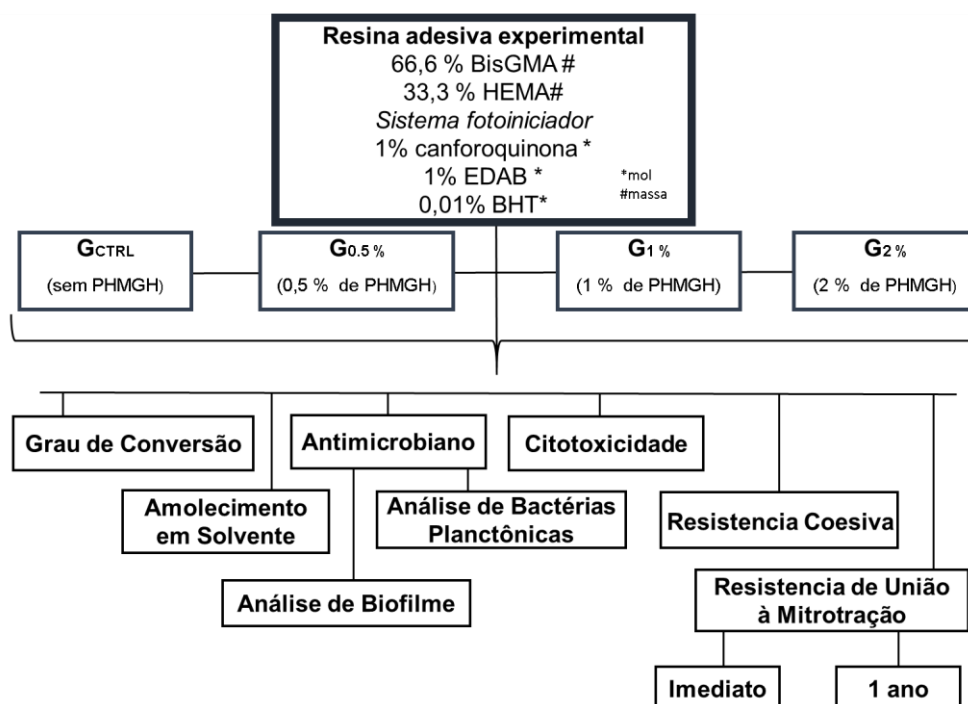 Resina adesiva experimental
66,6 % BisGMA #
33,3 % HEMA#
Sistema fotoiniciador
1% canforoquinona *
1% EDAB *
0,01% BHT*
*mol
#massa
GCTRL
(sem PHMGH)
G0.5 %
(0,5 % de PHMGH)
G1 %
(1 % de PHMGH)
G2 %
(2 % de PHMGH)
Grau de Conversão
Amolecimento
em Solvente
Antimicrobiano
Análise de Bactérias
Planctônicas
Análise de Biofilme
Citotoxicidade
Resistencia Coesiva
Resistencia de União
à Mitrotração
Imediato
1 ano